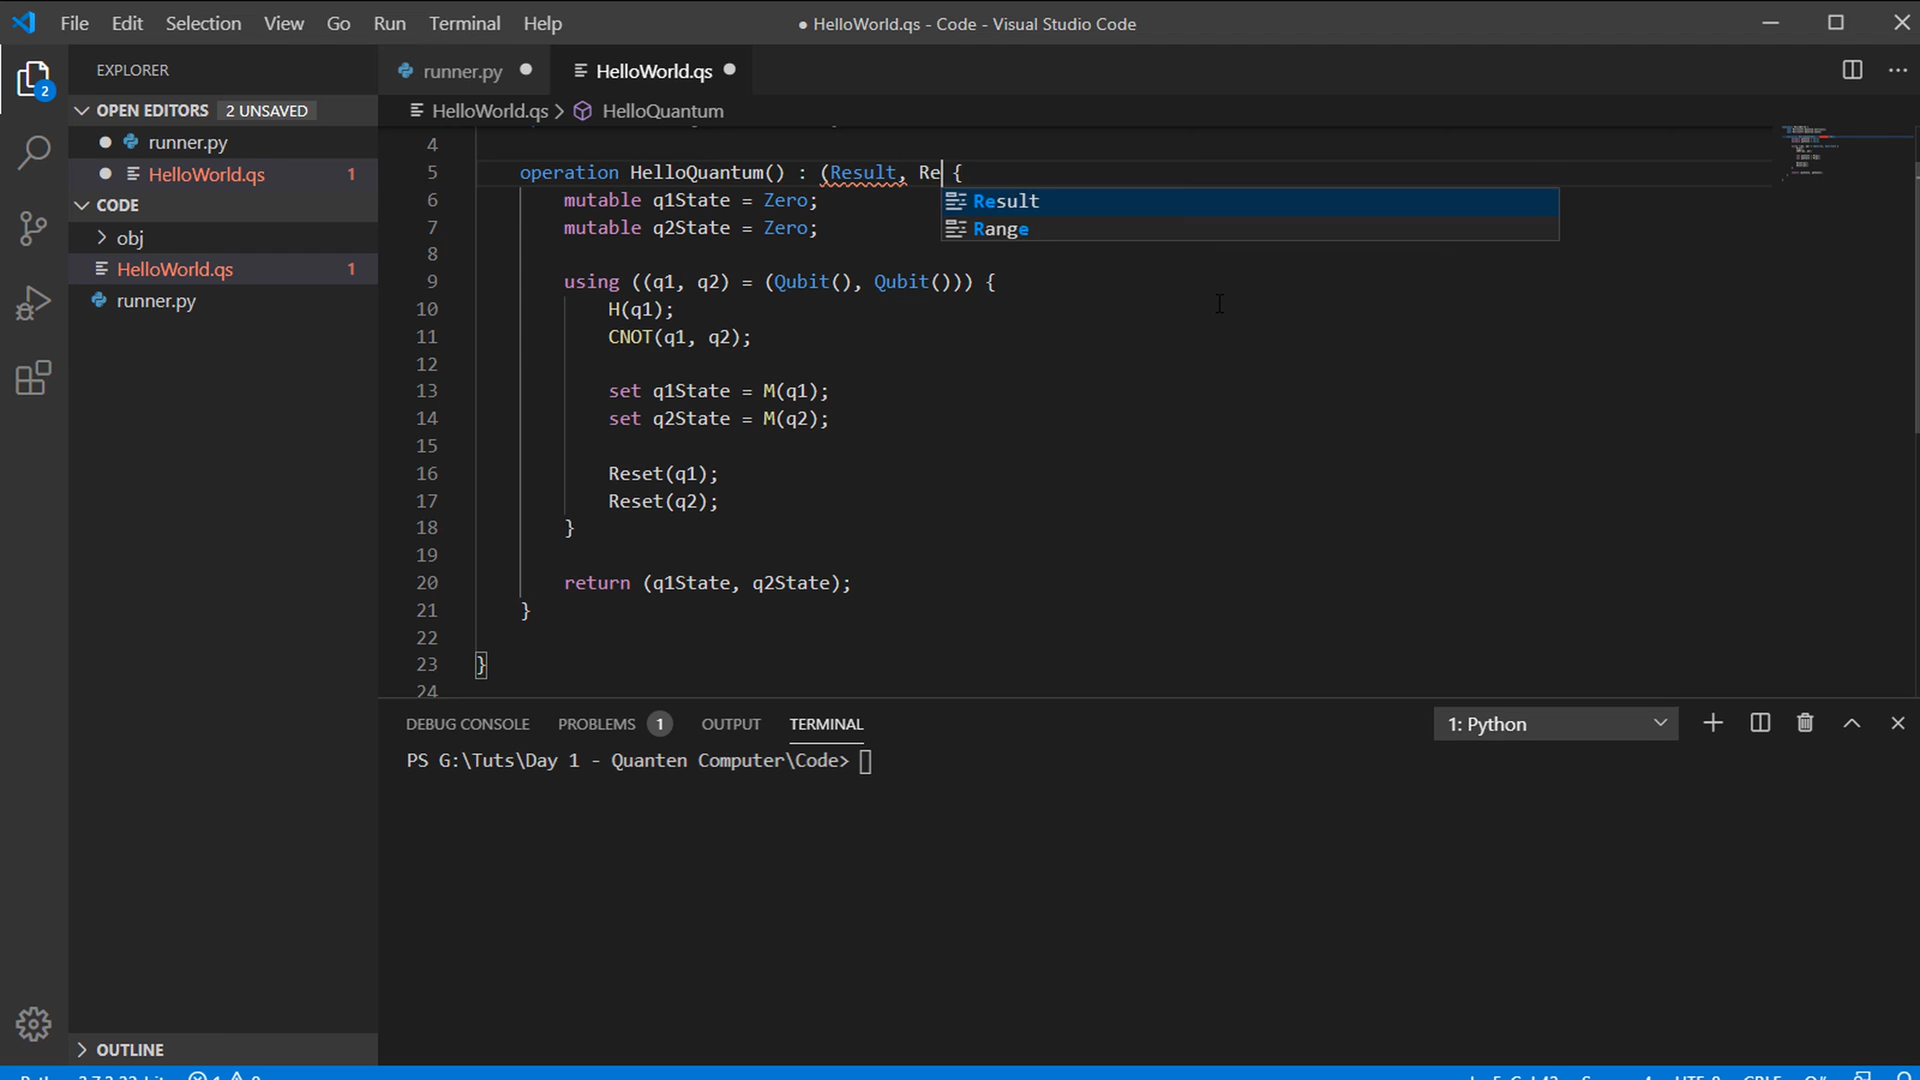 File Edit Selection View Go Run Terminal Help
● HelloWorld.qs - Code - Visual Studio Code
EXPLORER
OPEN EDITORS 2 UNSAVED
runner.py
HelloWorld.qs 1
CODE
obj
HelloWorld.qs 1
runner.py
OUTLINE
2
runner.py
HelloWorld.qs
HelloWorld.qs > HelloQuantum
4
5 operation HelloQuantum() : (Result, Re {
Result
Range
6 mutable q1State = Zero;
7 mutable q2State = Zero;
8
9 using ((q1, q2) = (Qubit(), Qubit())) {
10 H(q1);
11 CNOT(q1, q2);
12
13 set q1State = M(q1);
14 set q2State = M(q2);
15
16 Reset(q1);
17 Reset(q2);
18 }
19
20 return (q1State, q2State);
21 }
22
23 }
24
DEBUG CONSOLE PROBLEMS 1 OUTPUT TERMINAL
1: Python
PS G:\Tuts\Day 1 - Quanten Computer\Code>